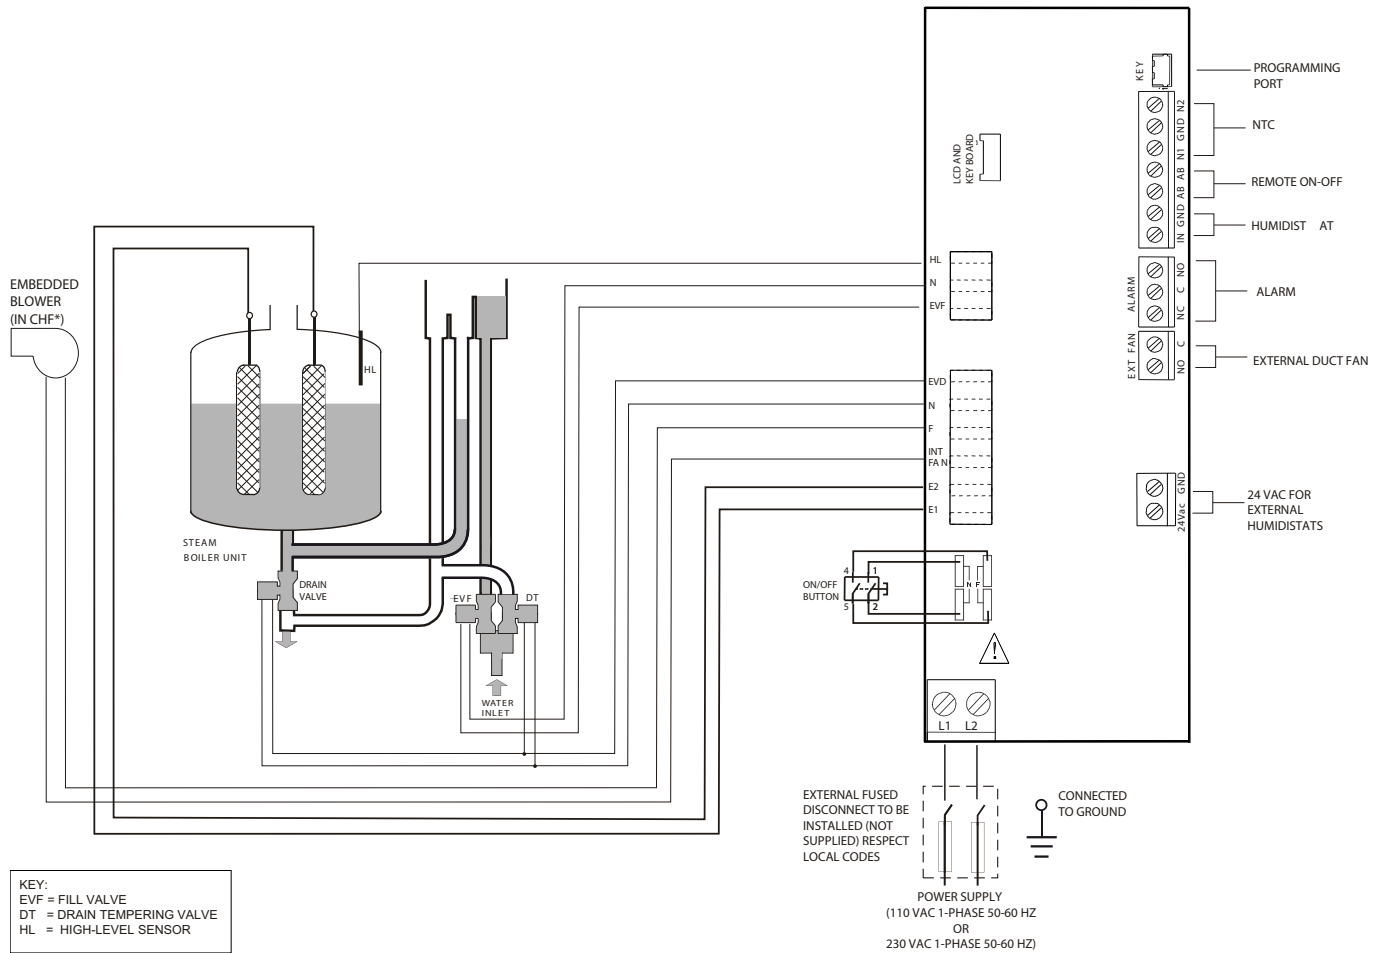 KEY
PROGRAMMING
PORT
N2
GND
N1
NTC
AB
AB
REMOTE ON-OFF
GND
IN
HUMIDIST AT
LCD AND
KEY BOARD
ALARM
NO
C
NC
ALARM
EXT FAN
C
NO
EXTERNAL DUCT FAN
GND
24Vac
24 VAC FOR
EXTERNAL
HUMIDISTATS
HL
N
EVF
EVD
N
F
INT
FA N
E2
E1
EMBEDDED
BLOWER
(IN CHF*)
HL
STEAM
BOILER UNIT
DRAIN
VALVE
EVF
DT
WATER
INLET
ON/OFF
BUTTON
4
1
5
2
N F
!
L1 L2
EXTERNAL FUSED
DISCONNECT TO BE
INSTALLED (NOT
SUPPLIED) RESPECT
LOCAL CODES
CONNECTED
TO GROUND
POWER SUPPLY
(110 VAC 1-PHASE 50-60 HZ
OR
230 VAC 1-PHASE 50-60 HZ)
KEY:
EVF = FILL VALVE
DT = DRAIN TEMPERING VALVE
HL = HIGH-LEVEL SENSOR